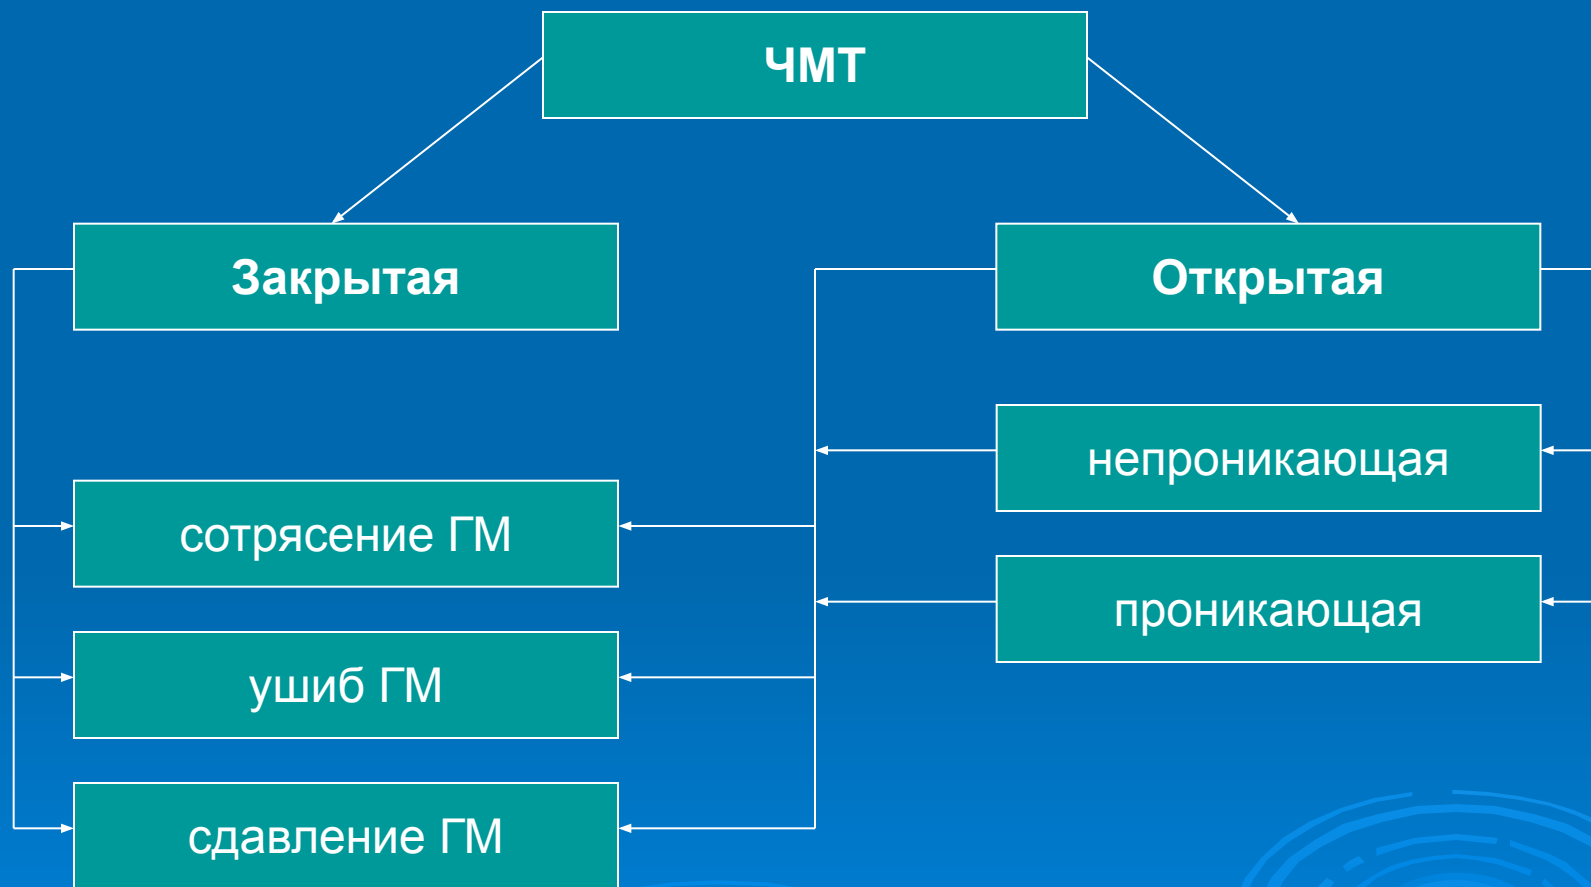 ЧМТ
Закрытая
Открытая
непроникающая
сотрясение ГМ
проникающая
ушиб ГМ
сдавление ГМ